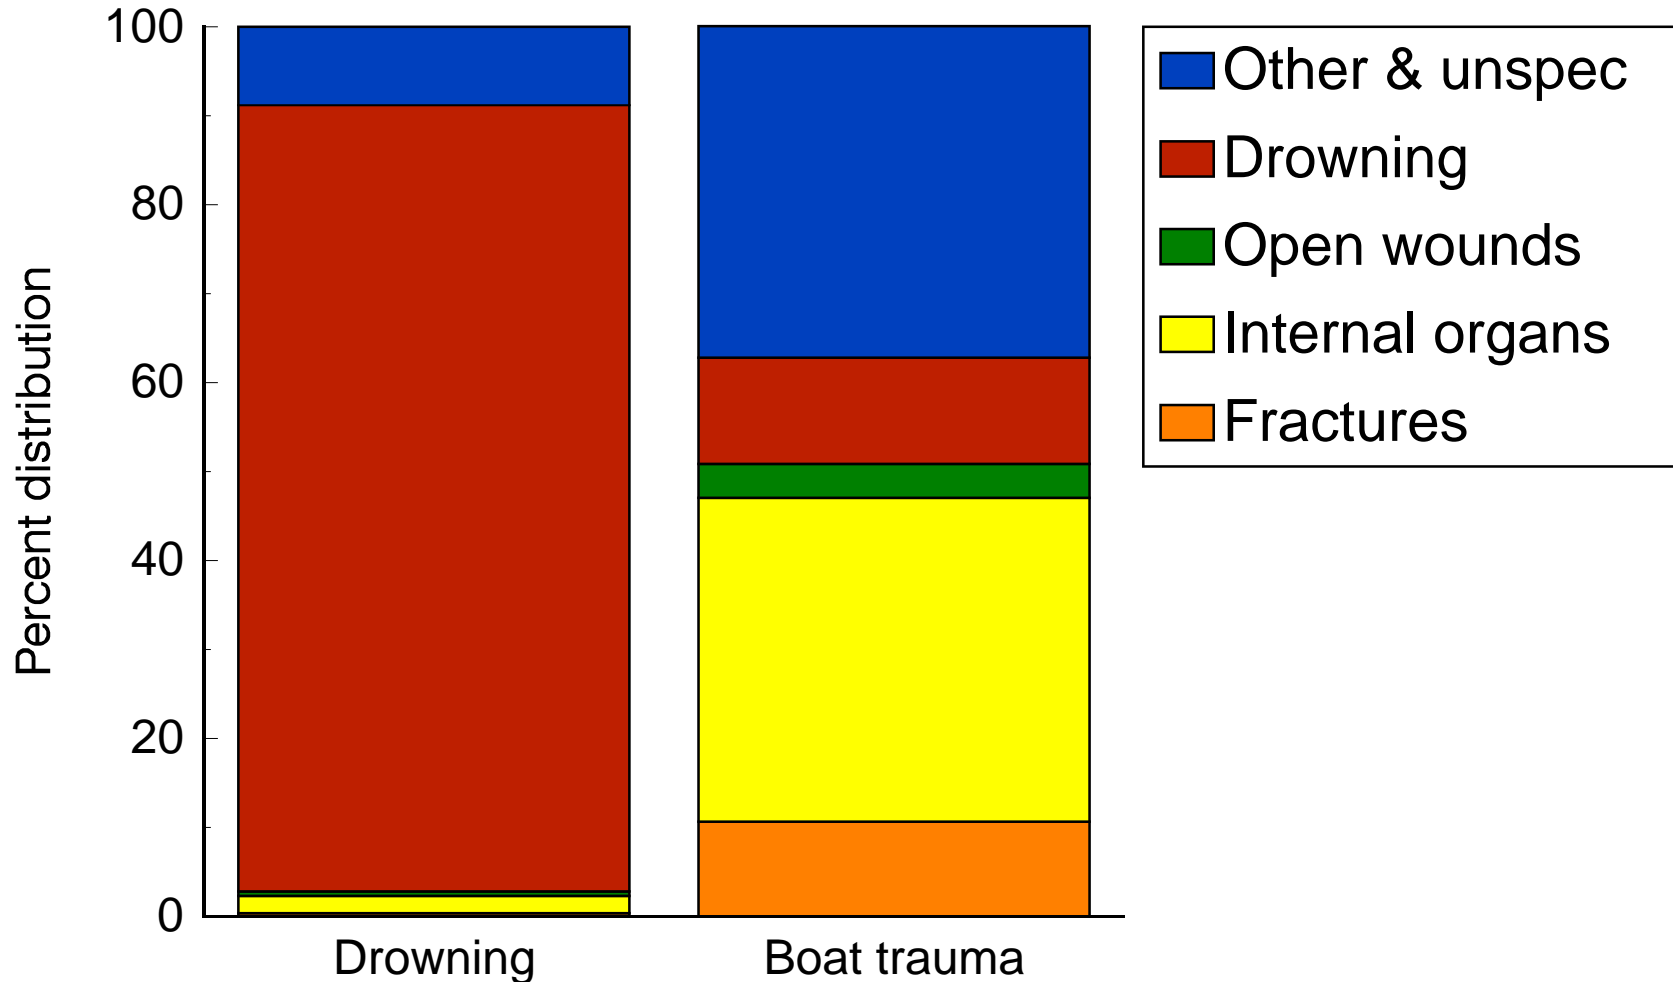 Percent distribution
100
80
60
40
20
0
Drowning
Boat trauma
Other & unspec
Drowning
Open wounds
Internal organs
Fractures